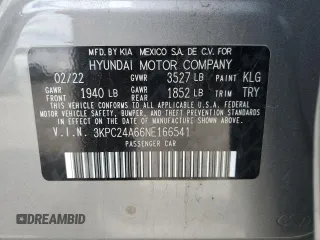 MFD BY KIA MEXICO S.A. DE C.V. FOR
HYUNDAI MOTOR COMPANY
02/22 GVWR 3527 LB PAINT KLG
GAWR FRONT 1940 LB GAWR REAR 1852 LB TRIM TRY
THIS VEHICLE CONFORMS TO ALL APPLICABLE
FEDERAL MOTOR VEHICLE SAFETY, BUMPER,
AND THEFT PREVENTION STANDARDS
IN EFFECT ON THE DATE OF MANUFACTURE
SHOWN ABOVE.
V.I.N. 3KPC24A66NE166541
PASSENGER CAR
DREAMBID